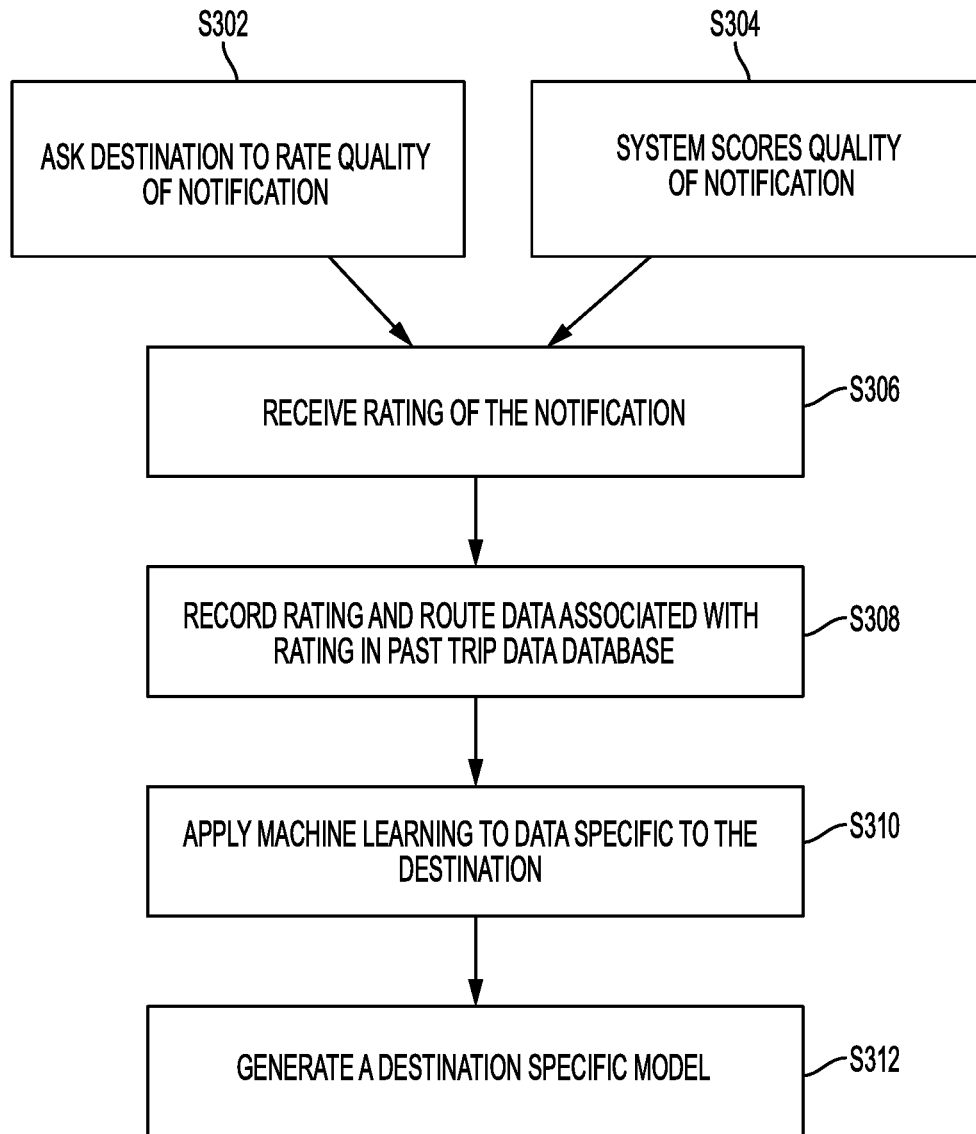 S302
S304
ASK DESTINATION TO RATE QUALITY
OF NOTIFICATION
SYSTEM SCORES QUALITY
OF NOTIFICATION
RECEIVE RATING OF THE NOTIFICATION
S306
RECORD RATING AND ROUTE DATA ASSOCIATED WITH
RATING IN PAST TRIP DATA DATABASE
S308
APPLY MACHINE LEARNING TO DATA SPECIFIC TO THE
DESTINATION
S310
GENERATE A DESTINATION SPECIFIC MODEL
S312